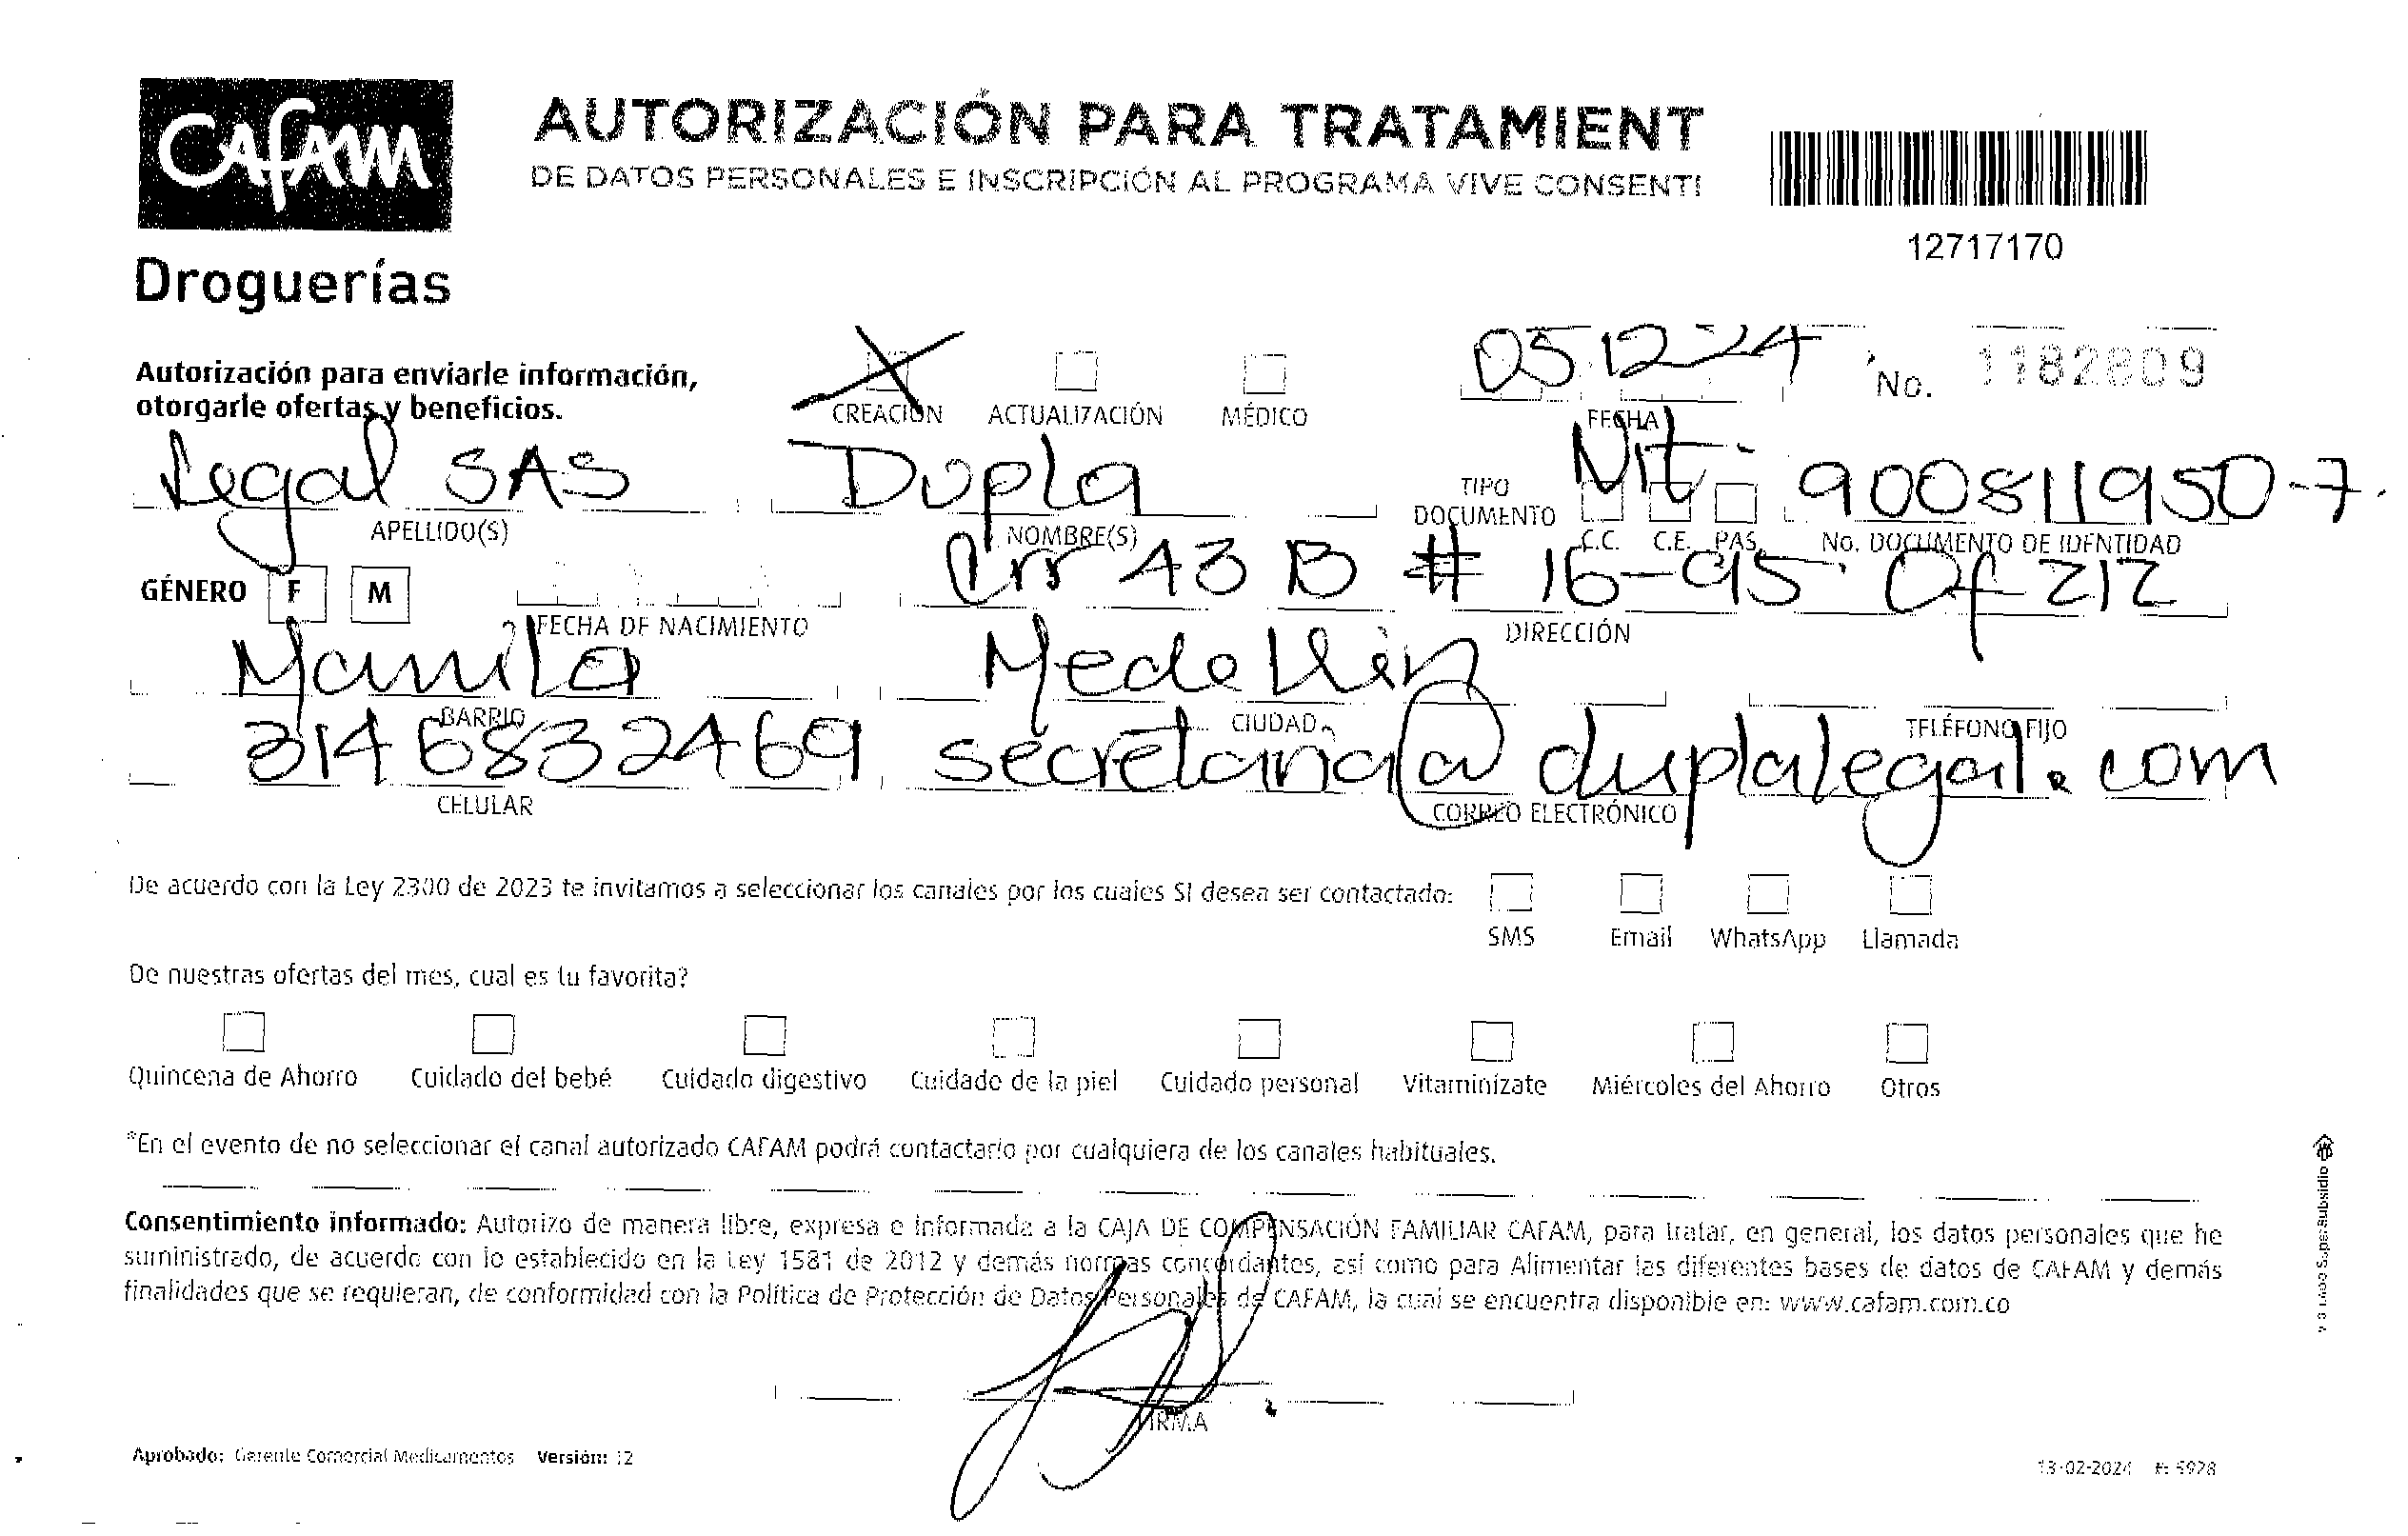 Cafam
Droguerías
AUTORIZACIÓN PARA TRATAMIENT
DE DATOS PERSONALES E INSCRIPCIÓN AL PROGRAMA VIVE CONSENTI
12717170
Autorización para enviarle información,
otorgarle ofertas y beneficios.
CREACIÓN ACTUALIZACIÓN MÉDICO
05 12 24
FECHA
No. 1182809
Legal SAS
APELLIDO(S)
Dupla
NOMBRE(S)
TIPO
DOCUMENTO
Nit
C.C. C.E. PAS.
900811950-7.
No. DOCUMENTO DE IDENTIDAD
GÉNERO F M
FECHA DE NACIMIENTO
Crr 43 B # 16-95 Of 212
DIRECCIÓN
Manila
BARRIO
Medellin
CIUDAD
TELÉFONO FIJO
3146832469
CELULAR
secretaria@duplalegal.com
CORREO ELECTRÓNICO
De acuerdo con la Ley 2300 de 2023 te invitamos a seleccionar los canales por los cuales SI desea ser contactado:
SMS Email WhatsApp Llamada
De nuestras ofertas del mes, cual es tu favorita?
Quincena de Ahorro Cuidado del bebé Cuidado digestivo Cuidado de la piel Cuidado personal Vitaminízate Miércoles del Ahorro Otros
*En el evento de no seleccionar el canal autorizado CAFAM podrá contactarlo por cualquiera de los canales habituales.
Consentimiento informado: Autorizo de manera libre, expresa e informada a la CAJA DE COMPENSACIÓN FAMILIAR CAFAM, para tratar, en general, los datos personales que he
suministrado, de acuerdo con lo establecido en la Ley 1581 de 2012 y demás normas concordantes, así como para Alimentar las diferentes bases de datos de CAFAM y demás
finalidades que se requieran, de conformidad con la Política de Protección de Datos Personales de CAFAM, la cual se encuentra disponible en: www.cafam.com.co
FIRMA
Aprobado: Gerente Comercial Medicamentos Versión: 12
13-02-2024 F: 5928
SuperSubsidio